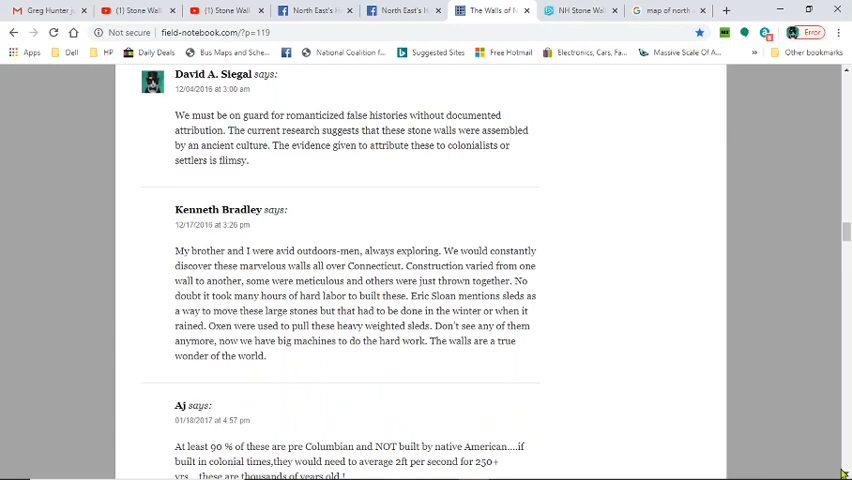 Greg Hunter ju
(1) Stone Wall
(1) Stone Wall
North East's H
North East's H
The Walls of N
NH Stone Wal
map of north
Not secure | field-notebook.com/?p=119
Error
Apps Dell Daily Deals Bus Maps and Sche National Coalition Suggested Sites Free Hotmail Electronics, Cars, Fa Massive Scale Of A Other bookmarks
David A. Siegal says:
12/04/2016 at 3:00 am
We must be on guard for romanticized false histories without documented
attribution. The current research suggests that these stone walls were assembled
by an ancient culture. The evidence given to attribute these to colonialists or
settlers is flimsy.
Kenneth Bradley says:
12/17/2016 at 3:26 pm
My brother and I were avid outdoors-men, always exploring. We would constantly
discover these marvelous walls all over Connecticut. Construction varied from one
wall to another, some were meticulous and others were just thrown together. No
doubt it took many hours of hard labor to built these. Eric Sloan mentions sleds as
a way to move these large stones but that had to be done in the winter or when it
rained. Oxen were used to pull these heavy weighted sleds. Don't see any of them
anymore, now we have big machines to do the hard work. The walls are a true
wonder of the world.
Aj says:
01/18/2017 at 4:57 pm
At least 90 % of these are pre Columbian and NOT built by native American....if
built in colonial times,they would need to average 2ft per second for 250+
yrs....these are thousands of years old !